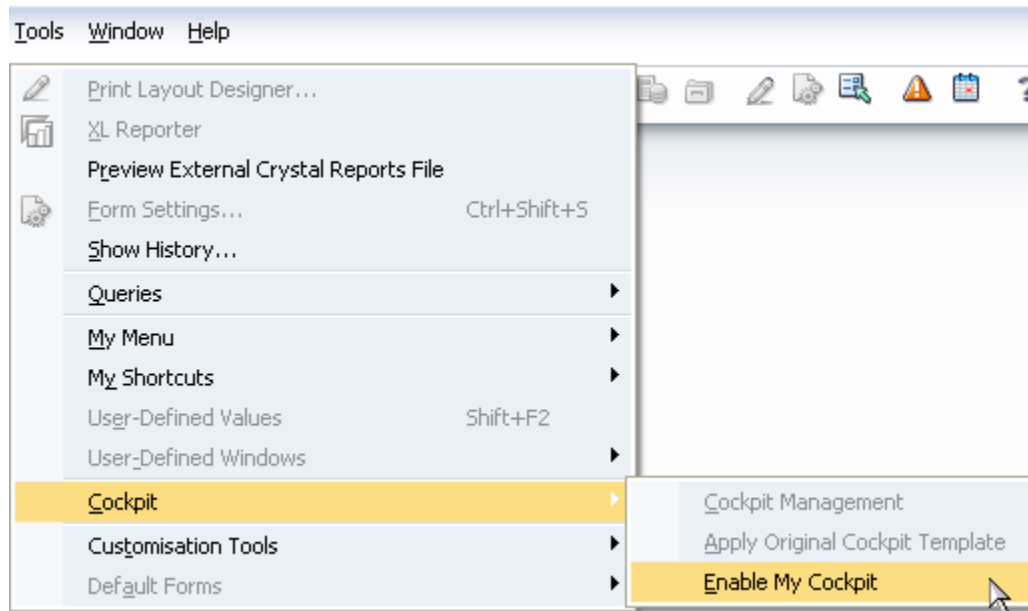 Tools Window Help
Print Layout Designer...
XL Reporter
Preview External Crystal Reports File
Form Settings... Ctrl+Shift+S
Show History...
Queries
My Menu
My Shortcuts
User-Defined Values Shift+F2
User-Defined Windows
Cockpit
Customisation Tools
Default Forms
Cockpit Management
Apply Original Cockpit Template
Enable My Cockpit